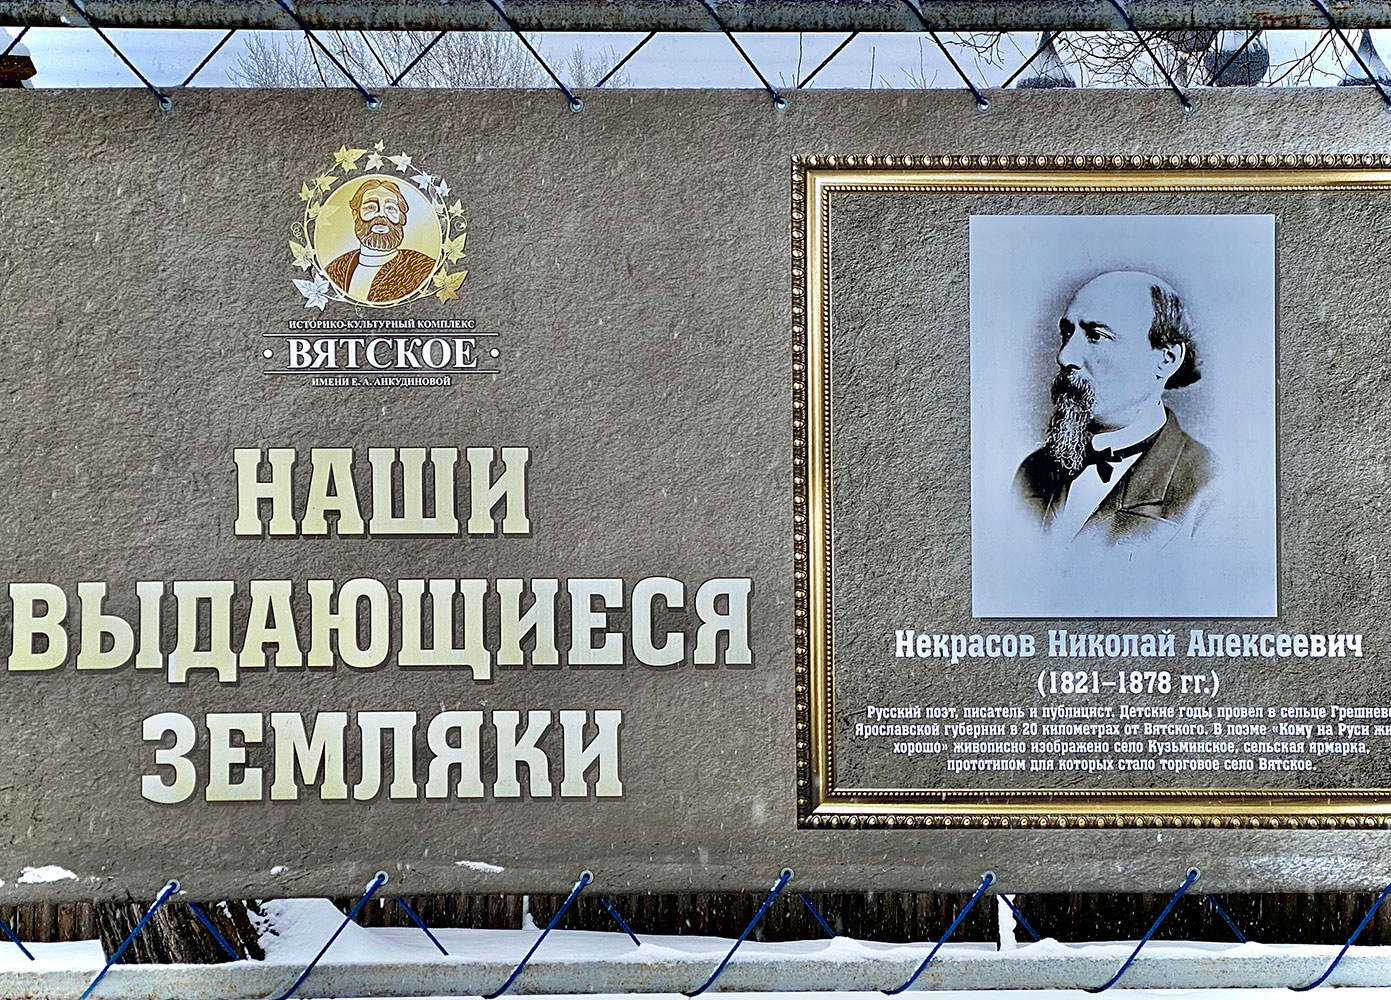 ИСТОРИКО-КУЛЬТУРНЫЙ КОМПЛЕКС
· ВЯТСКОЕ ·
ИМЕНИ Е. А. АНКУДИНОВОЙ
НАШИ
ВЫДАЮЩИЕСЯ
ЗЕМЛЯКИ
Некрасов Николай Алексеевич
(1821–1878 гг.)
Русский поэт, писатель и публицист. Детские годы провел в сельце Грешнево
Ярославской губернии в 20 километрах от Вятского. В поэме «Кому на Руси жи
хорошо» живописно изображено село Кузьминское, сельская ярмарка,
прототипом для которых стало торговое село Вятское.